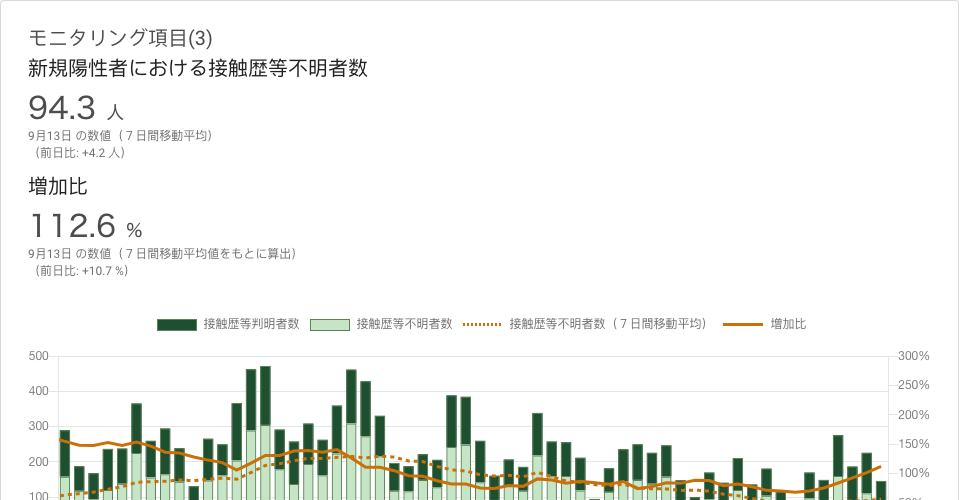 モニタリング項目(3)
新規陽性者における接触歴等不明者数
94.3 人
9月13日 の数値（７日間移動平均）
（前日比: +4.2 人）
増加比
112.6 %
9月13日 の数値（７日間移動平均値をもとに算出）
（前日比: +10.7 %）
接触歴等判明者数 接触歴等不明者数 接触歴等不明者数（７日間移動平均） 増加比
500 300%
400 250%
300 200%
200 150%
100 100%